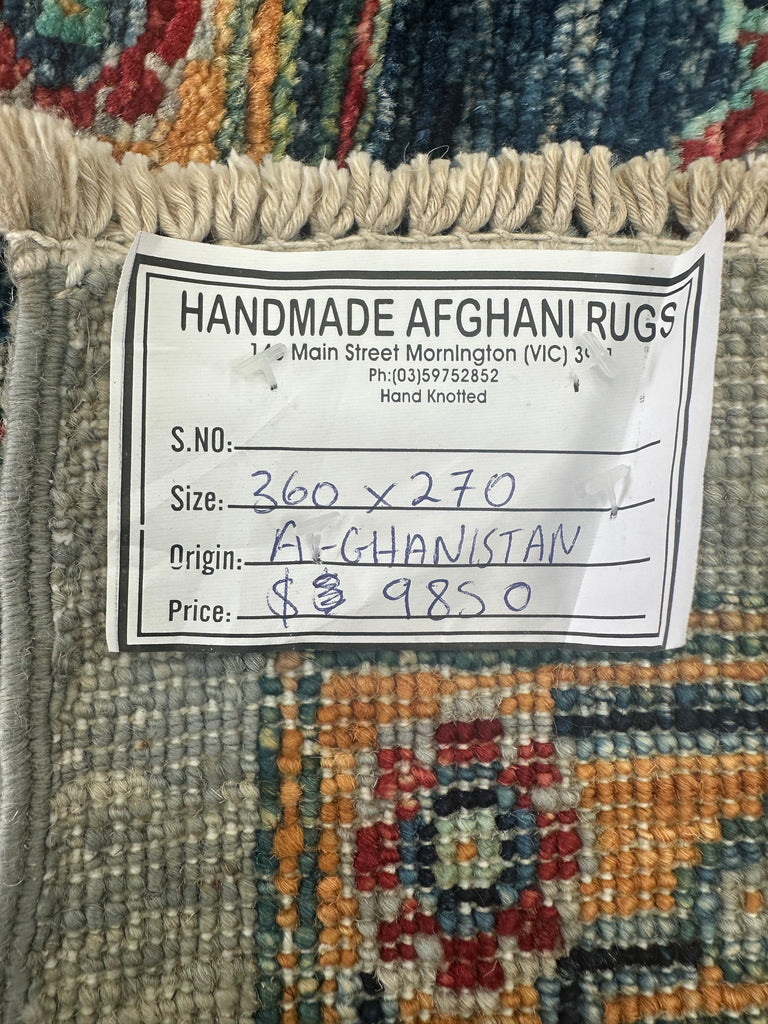 HANDMADE AFGHANI RUGS
Main Street MornIngton (VIC)
Ph:(03)59752852
Hand Knotted
S.NO:
Size: 360 x 270
Origin: AFGHANISTAN
Price: $ 9850